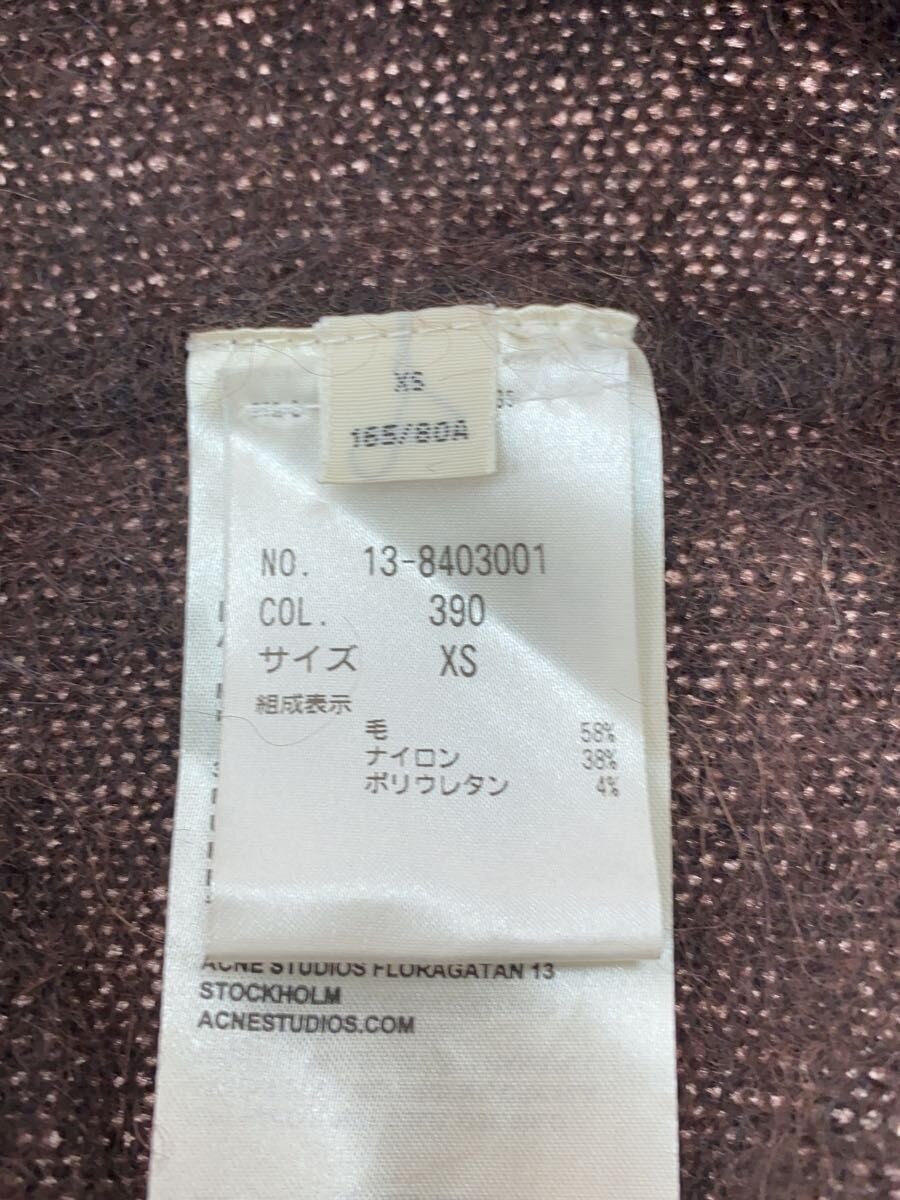 XS
165/80A
NO. 13-8403001
COL. 390
サイズ XS
組成表示
毛 58%
ナイロン 38%
ポリウレタン 4%
ACNE STUDIOS FLORAGATAN 13
STOCKHOLM
ACNESTUDIOS.COM